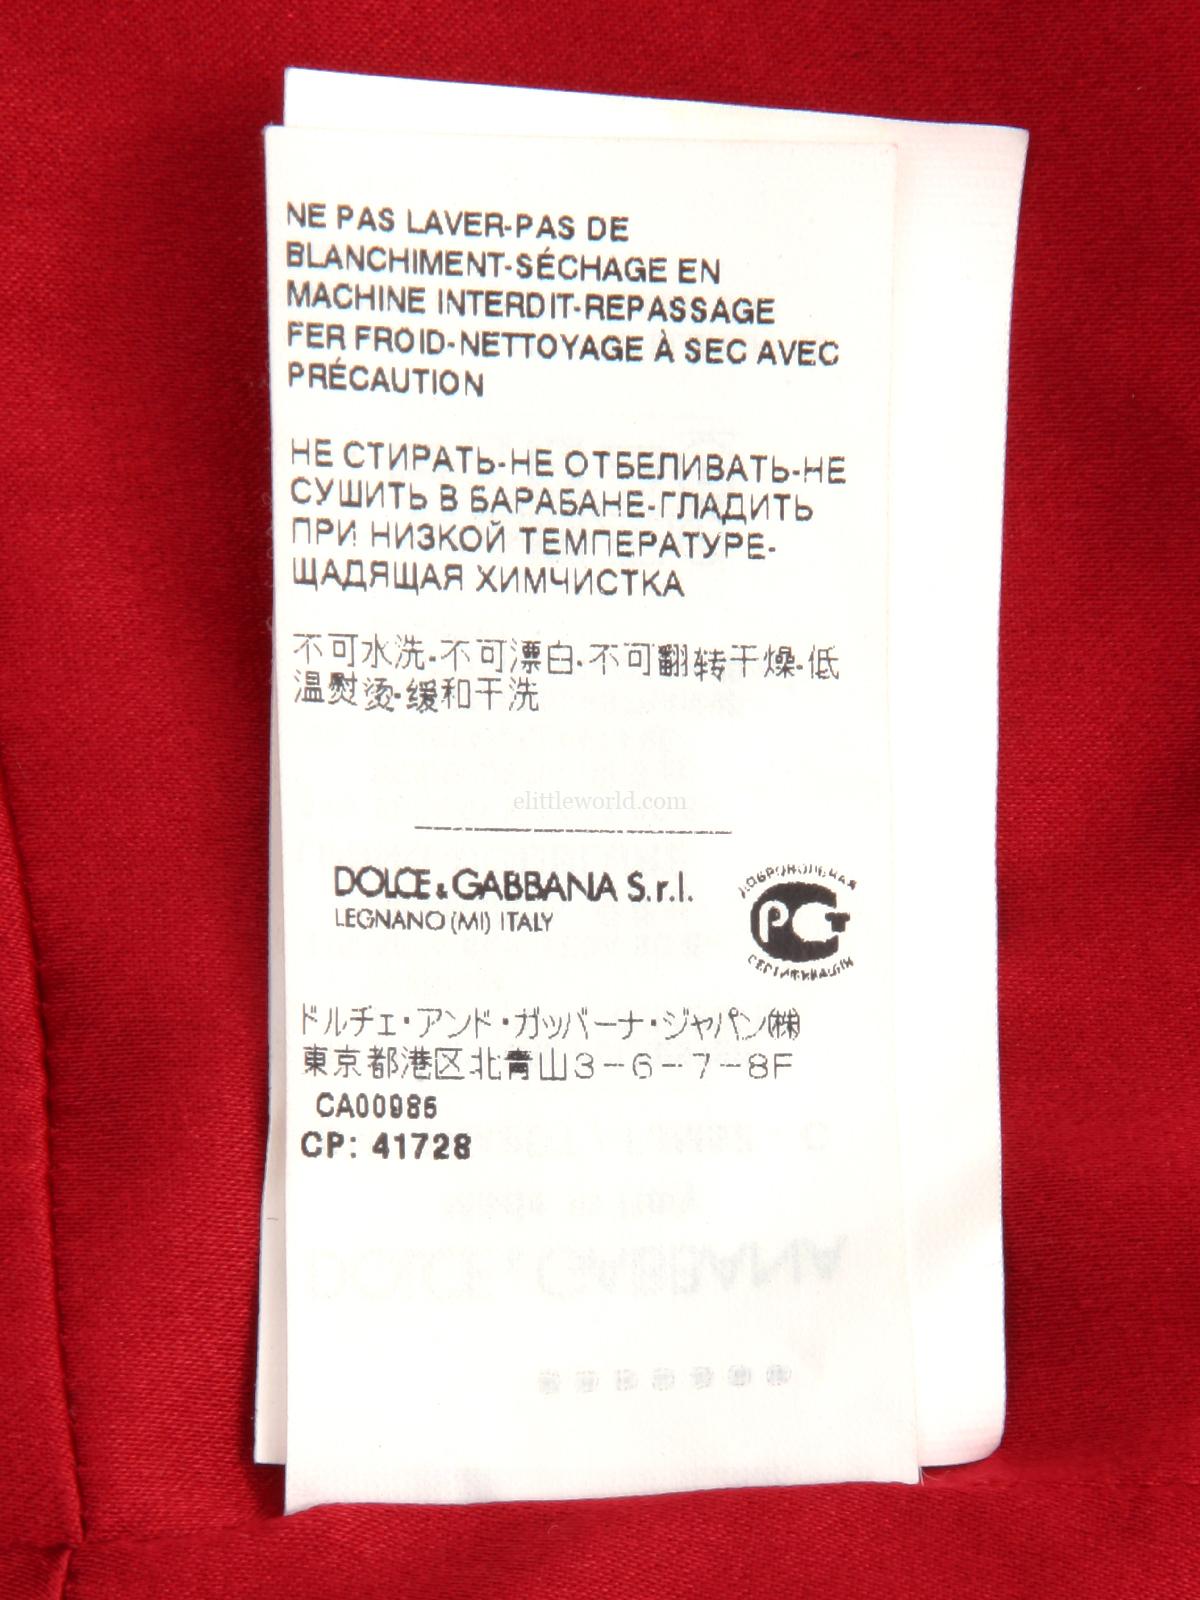 NE PAS LAVER-PAS DE
BLANCHIMENT-SÉCHAGE EN
MACHINE INTERDIT-REPASSAGE
FER FROID-NETTOYAGE À SEC AVEC
PRÉCAUTION
НЕ СТИРАТЬ-НЕ ОТБЕЛИВАТЬ-НЕ
СУШИТЬ В БАРАБАНЕ-ГЛАДИТЬ
ПРИ НИЗКОЙ ТЕМПЕРАТУРЕ-
ЩАДЯЩАЯ ХИМЧИСТКА
不可水洗-不可漂白-不可翻转干燥-低
温熨烫-缓和干洗
elittleworld.com
DOLCE & GABBANA S.r.l.
LEGNANO (MI) ITALY
ДОБРОВОЛЬНАЯ
РСТ
СЕРТИФИКАЦИЯ
ドルチェ・アンド・ガッバーナ・ジャパン㈱
東京都港区北青山3-6-7-8F
CA00985
CP: 41728